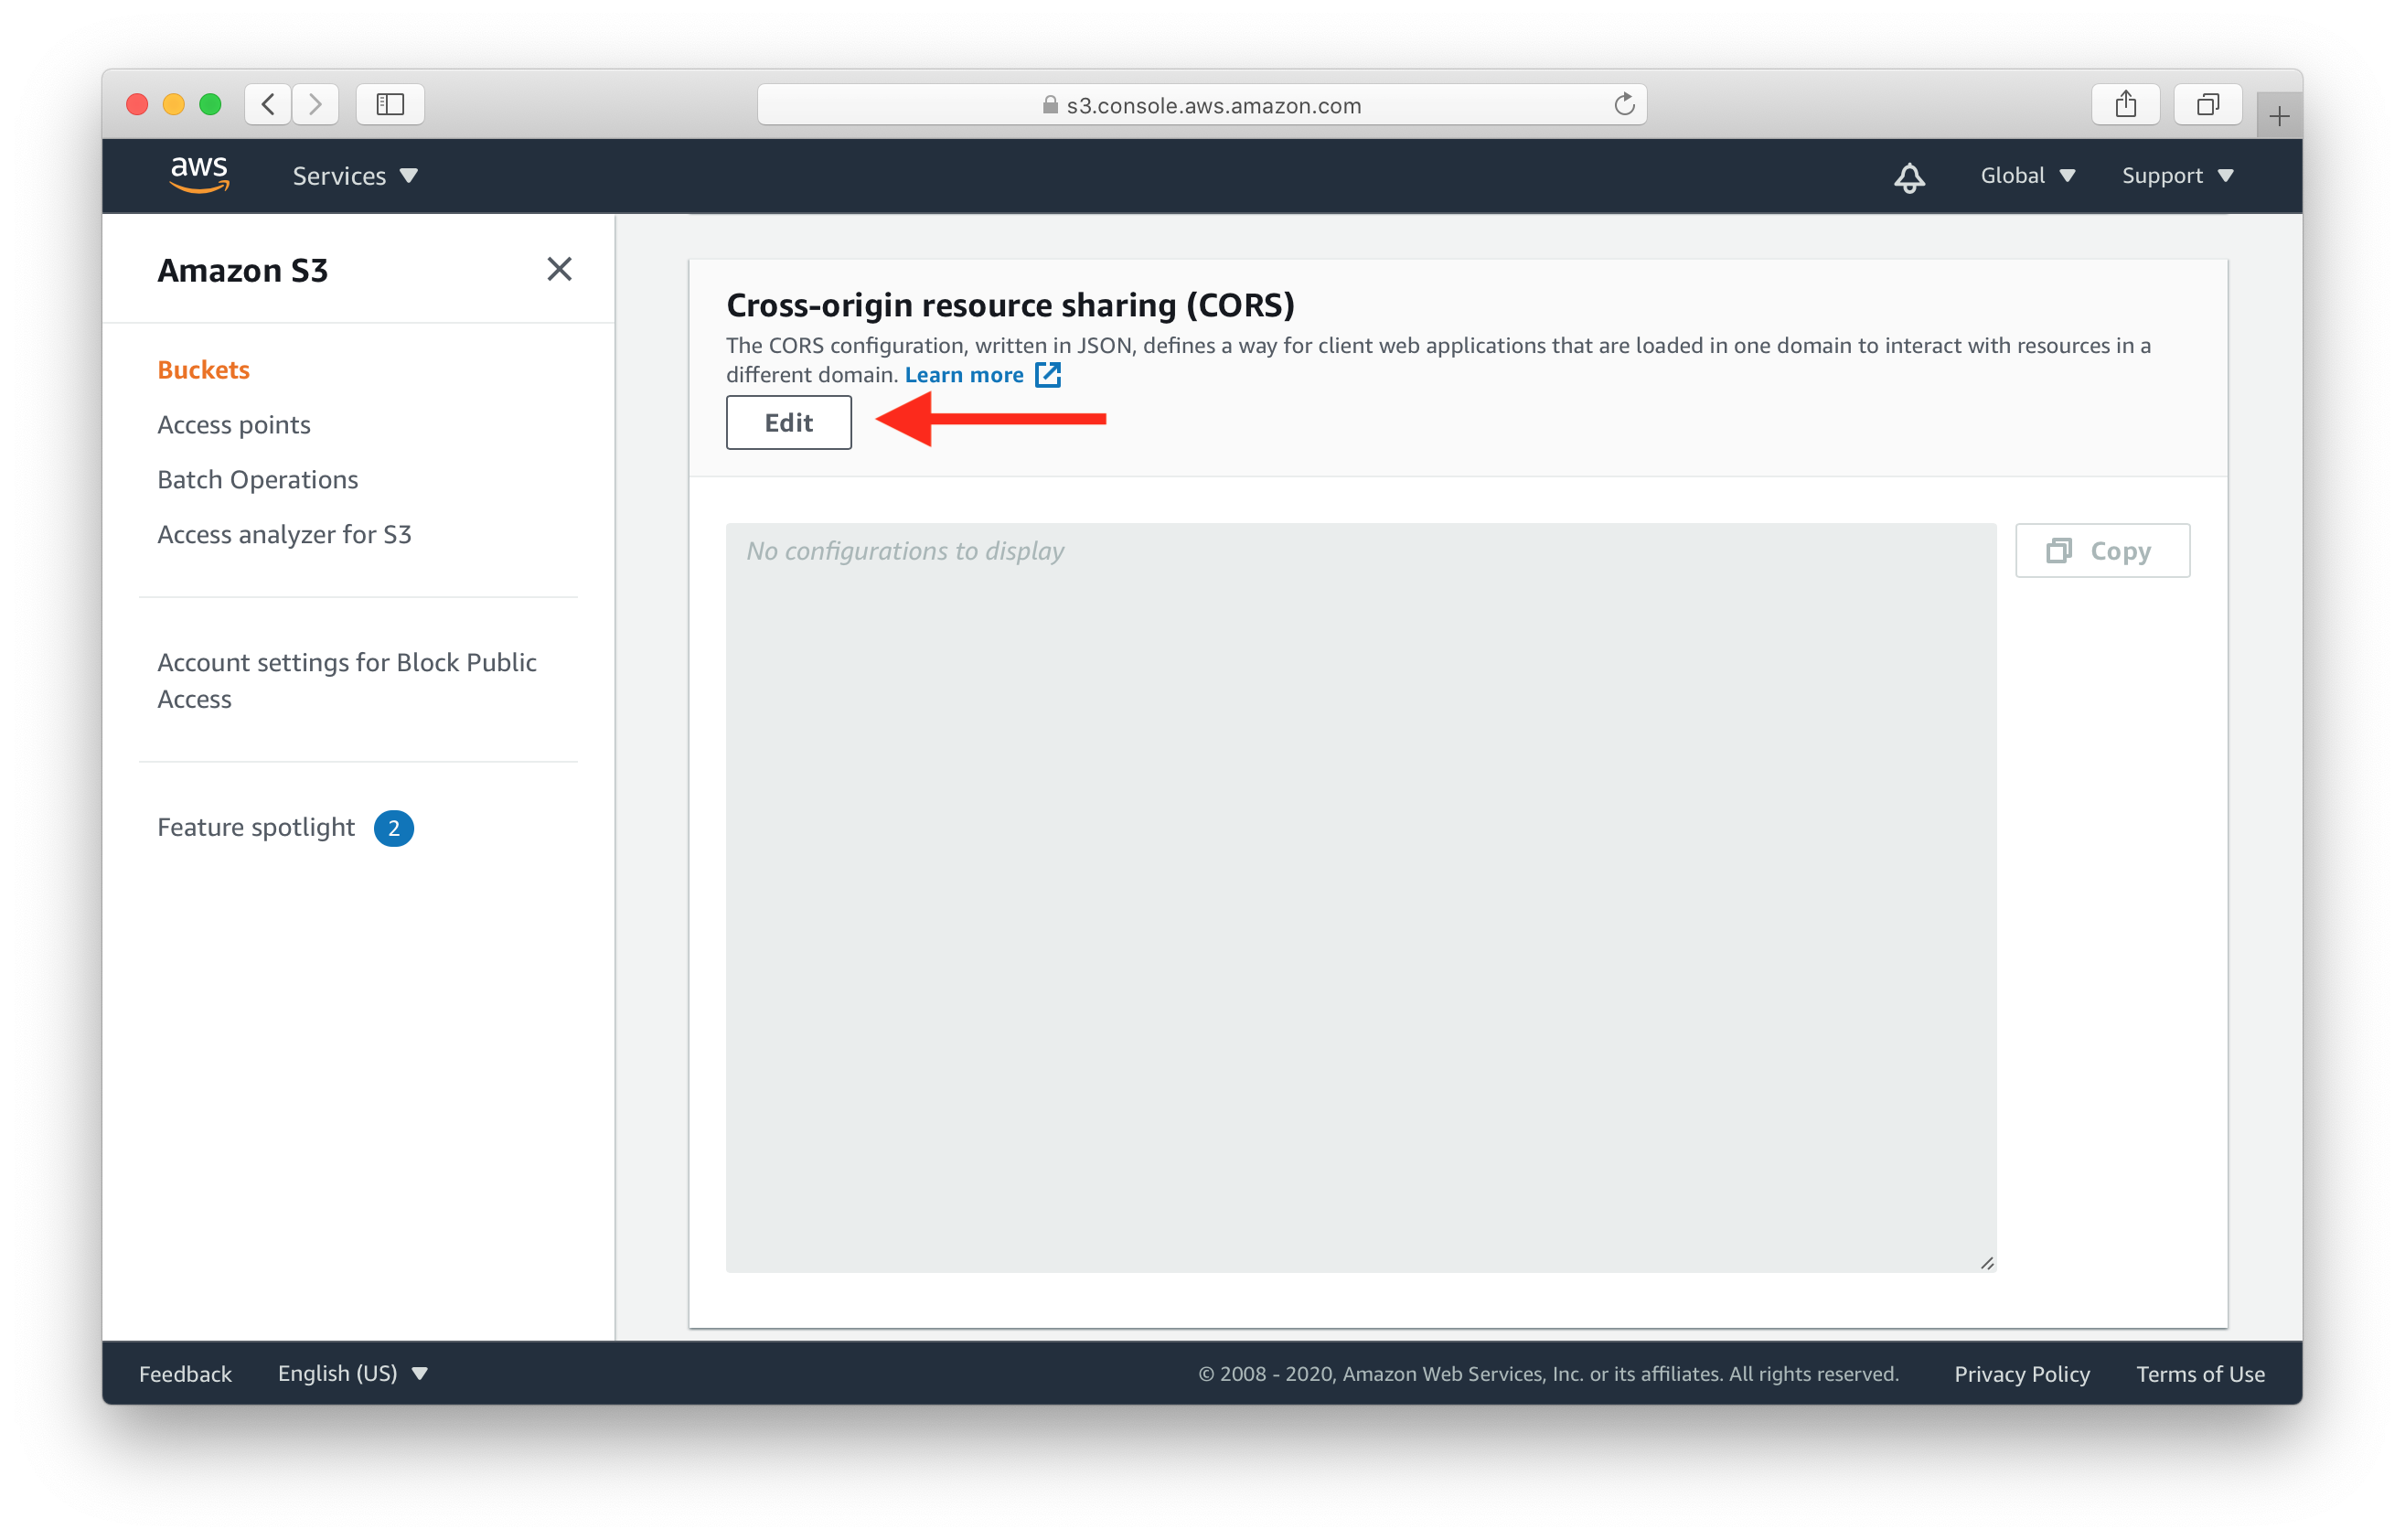 s3.console.aws.amazon.com
aws
Services
Global
Support
Amazon S3
Buckets
Access points
Batch Operations
Access analyzer for S3
Account settings for Block Public
Access
Feature spotlight 2
Cross-origin resource sharing (CORS)
The CORS configuration, written in JSON, defines a way for client web applications that are loaded in one domain to interact with resources in a
different domain. Learn more
Edit
No configurations to display
Copy
Feedback
English (US)
© 2008 - 2020, Amazon Web Services, Inc. or its affiliates. All rights reserved.
Privacy Policy
Terms of Use